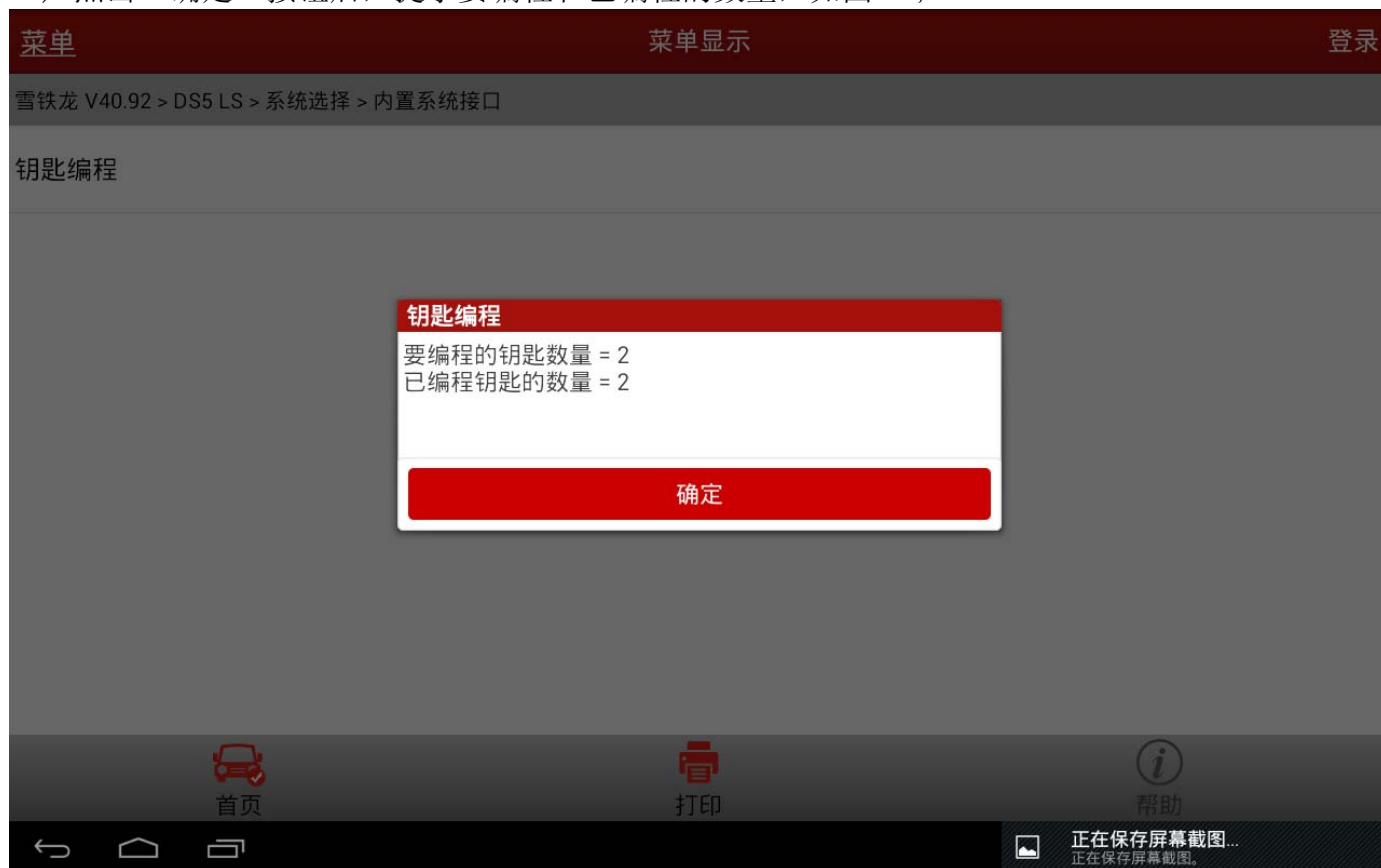 菜单
菜单显示
登录
雪铁龙 V40.92 > DS5 LS > 系统选择 > 内置系统接口
钥匙编程
钥匙编程
要编程的钥匙数量 = 2
已编程钥匙的数量 = 2
确定
首页
打印
帮助
正在保存屏幕截图...
正在保存屏幕截图。